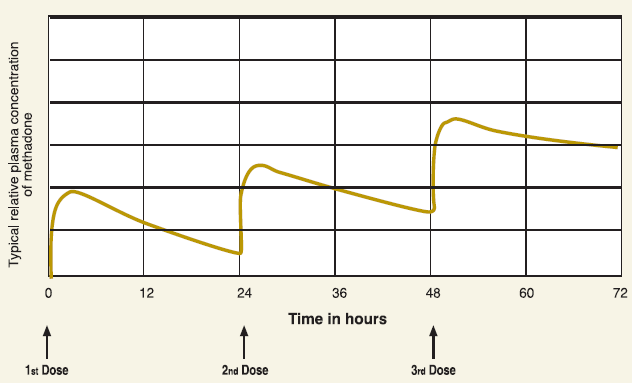 Typical relative plasma concentration
of methadone
0 12 24 36 48 60 72
Time in hours
1st Dose 2nd Dose 3rd Dose